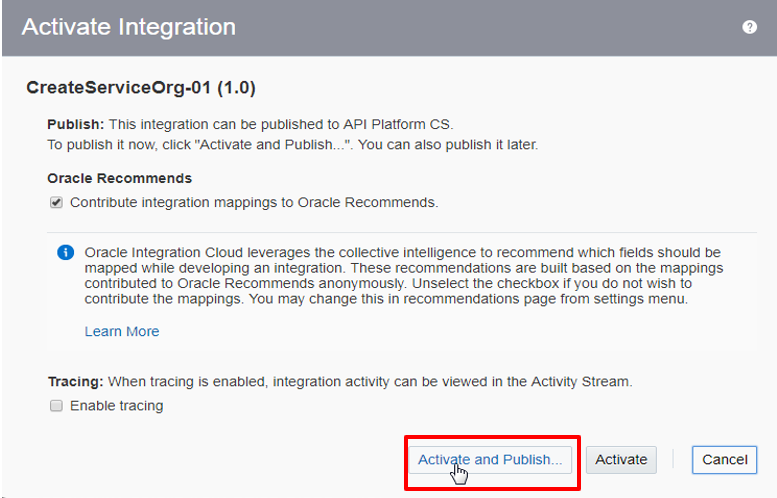 Activate Integration
?
CreateServiceOrg-01 (1.0)
Publish: This integration can be published to API Platform CS.
To publish it now, click "Activate and Publish...". You can also publish it later.
Oracle Recommends
Contribute integration mappings to Oracle Recommends.
Oracle Integration Cloud leverages the collective intelligence to recommend which fields should be
mapped while developing an integration. These recommendations are built based on the mappings
contributed to Oracle Recommends anonymously. Unselect the checkbox if you do not wish to
contribute the mappings. You may change this in recommendations page from settings menu.
Learn More
Tracing: When tracing is enabled, integration activity can be viewed in the Activity Stream.
Enable tracing
Activate and Publish... Activate Cancel